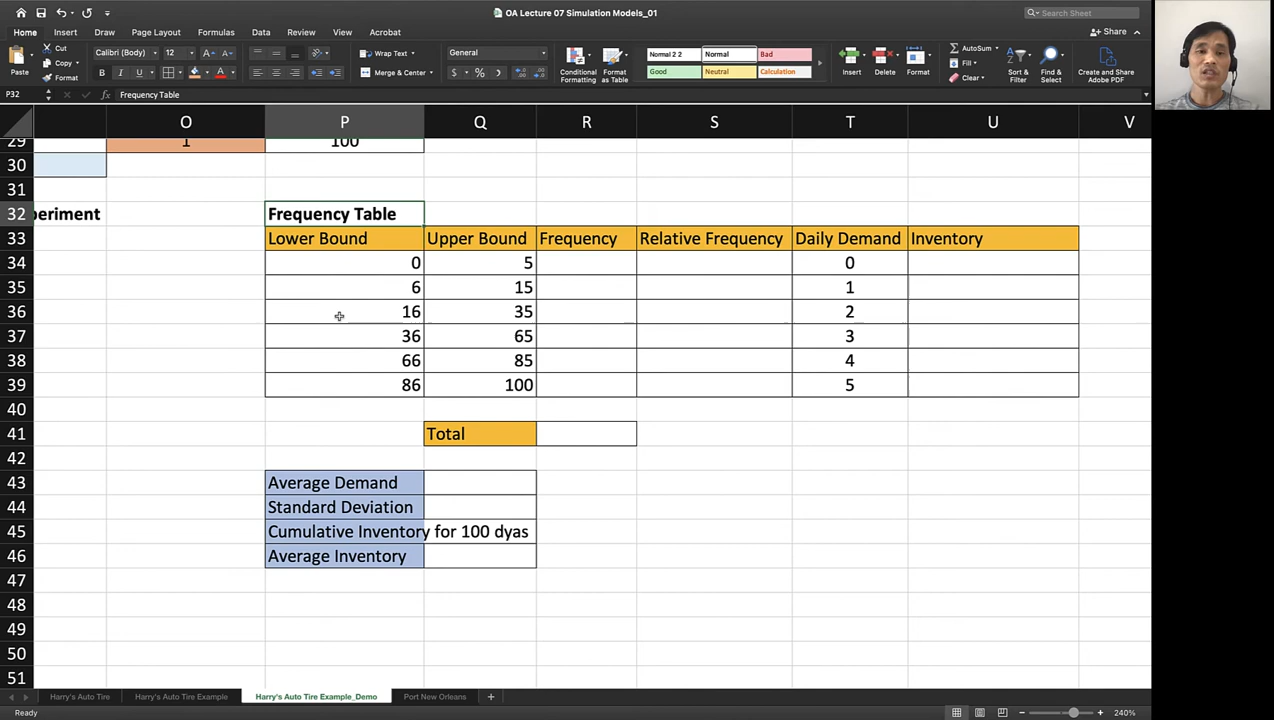 OA Lecture 07 Simulation Models_01
Search Sheet
Home Insert Draw Page Layout Formulas Data Review View Share
Paste Cut Copy Format
Calibri (Body) 12
B I U
Wrap Text
Merge & Center
General
$ % )
Conditional Formatting
Format as Table
Normal 2 2 Normal Bad
Good Neutral Calculation
Insert Delete Format
AutoSum
Fill
Clear
Sort & Filter
Find & Select
Create and Share Adobe PDF
P32 fx Frequency Table
O P Q R S T U V
29 1 100
30
31
32 periment Frequency Table
33 Lower Bound Upper Bound Frequency Relative Frequency Daily Demand Inventory
34 0 5 0
35 6 15 1
36 16 35 2
37 36 65 3
38 66 85 4
39 86 100 5
40
41 Total
42
43 Average Demand
44 Standard Deviation
45 Cumulative Inventory for 100 dyas
46 Average Inventory
47
48
49
50
51
Harry's Auto Tire Harry's Auto Tire Example Harry's Auto Tire Example_Demo Port New Orleans +
Ready 240%